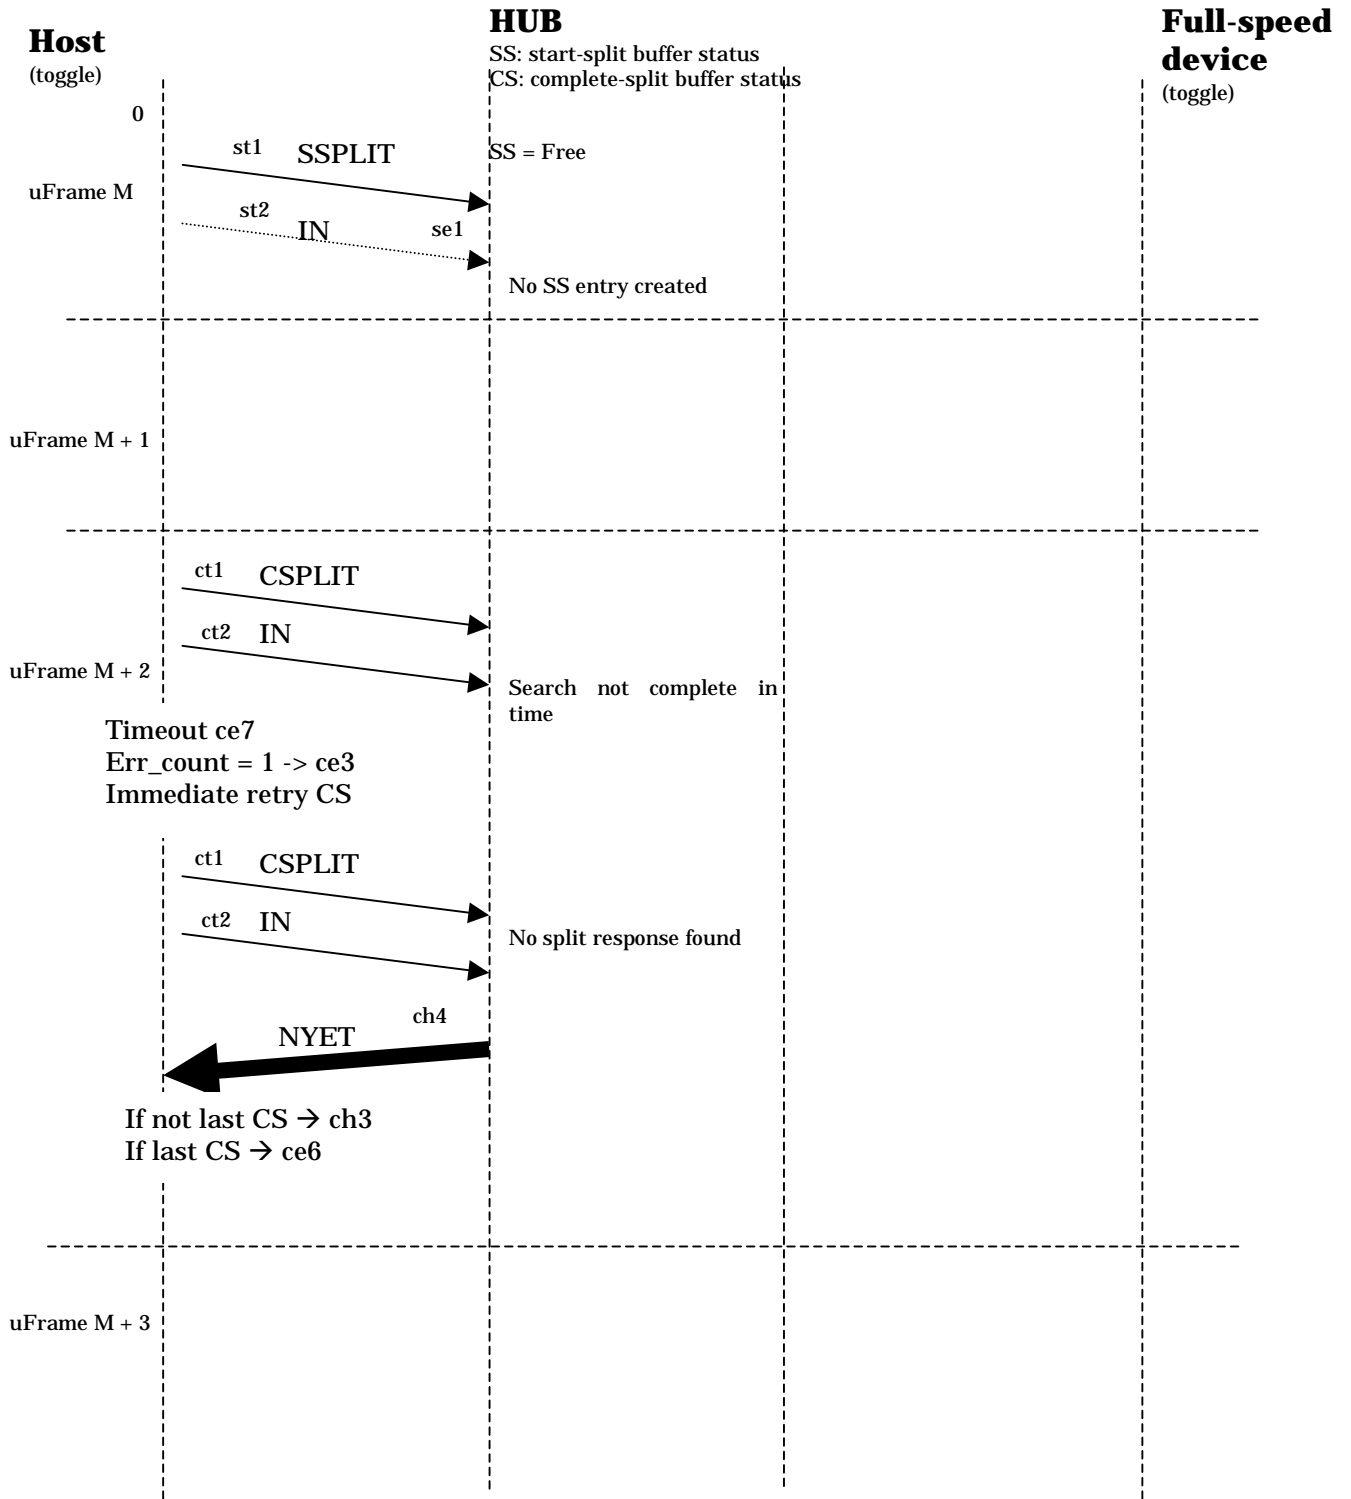 Host
(toggle)
HUB
SS: start-split buffer status
CS: complete-split buffer status
Full-speed
device
(toggle)
0
st1 SSPLIT
SS = Free
uFrame M
st2 IN se1
No SS entry created
uFrame M + 1
ct1 CSPLIT
ct2 IN
uFrame M + 2
Search not complete in
time
Timeout ce7
Err_count = 1 -> ce3
Immediate retry CS
ct1 CSPLIT
ct2 IN
No split response found
ch4
NYET
If not last CS → ch3
If last CS → ce6
uFrame M + 3